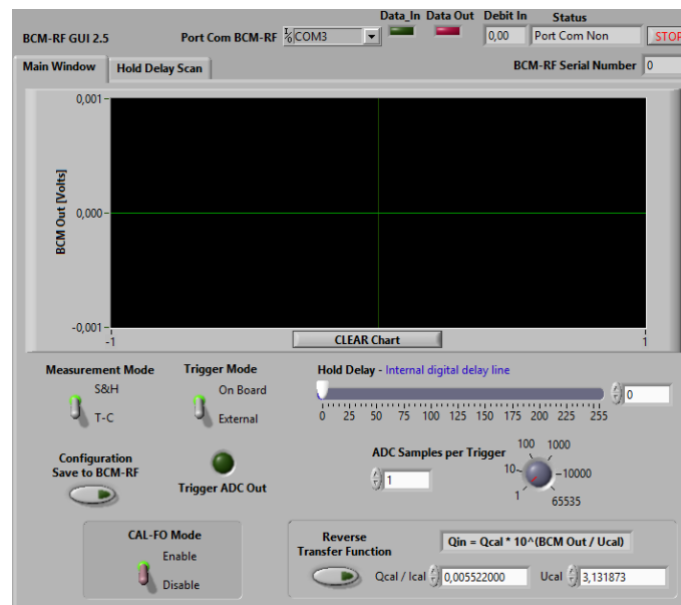 Data_In Data Out Debit In Status
BCM-RF GUI 2.5 Port Com BCM-RF COM3 0,00 Port Com Non STOP
Main Window Hold Delay Scan BCM-RF Serial Number 0
0,001
BCM Out [Volts]
0,000
-0,001
-1 CLEAR Chart 1
Measurement Mode Trigger Mode Hold Delay - Internal digital delay line
S&H On Board 0
T-C External 0 25 50 75 100 125 150 175 200 225 255
Configuration
Save to BCM-RF
Trigger ADC Out
ADC Samples per Trigger 100 1000
1 10 10000
1 65535
CAL-FO Mode
Enable
Disable
Reverse
Transfer Function Qin = Qcal * 10^(BCM Out / Ucal)
Qcal / Ical 0,005522000 Ucal 3,131873